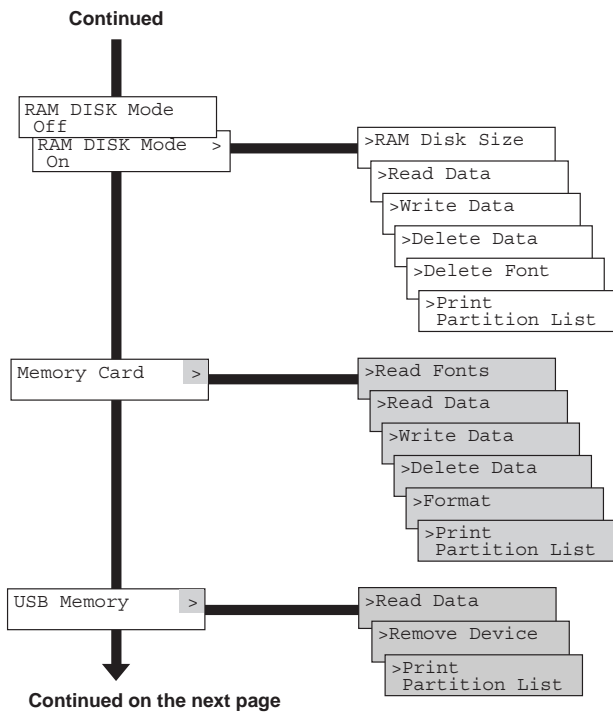 Continued
RAM DISK Mode
Off
RAM DISK Mode >
On
>RAM Disk Size
>Read Data
>Write Data
>Delete Data
>Delete Font
>Print
Partition List
Memory Card >
>Read Fonts
>Read Data
>Write Data
>Delete Data
>Format
>Print
Partition List
USB Memory >
>Read Data
>Remove Device
>Print
Partition List
Continued on the next page